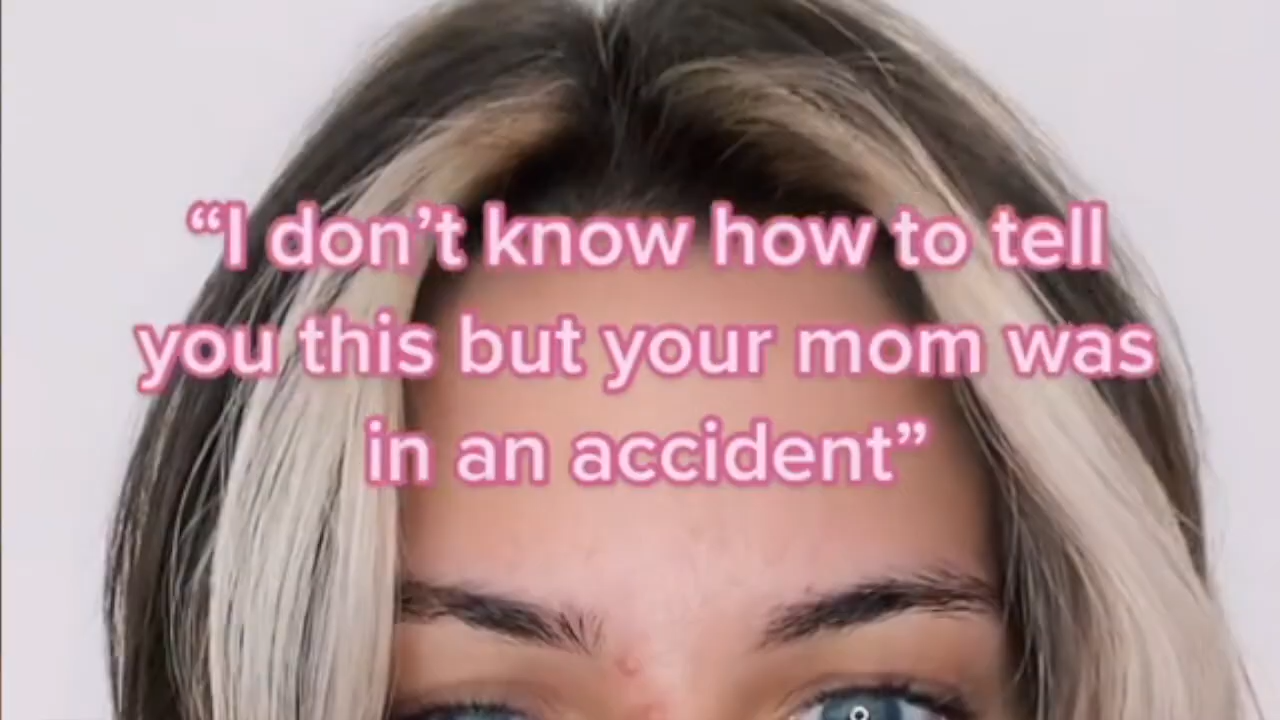 “I don’t know how to tell
you this but your mom was
in an accident”